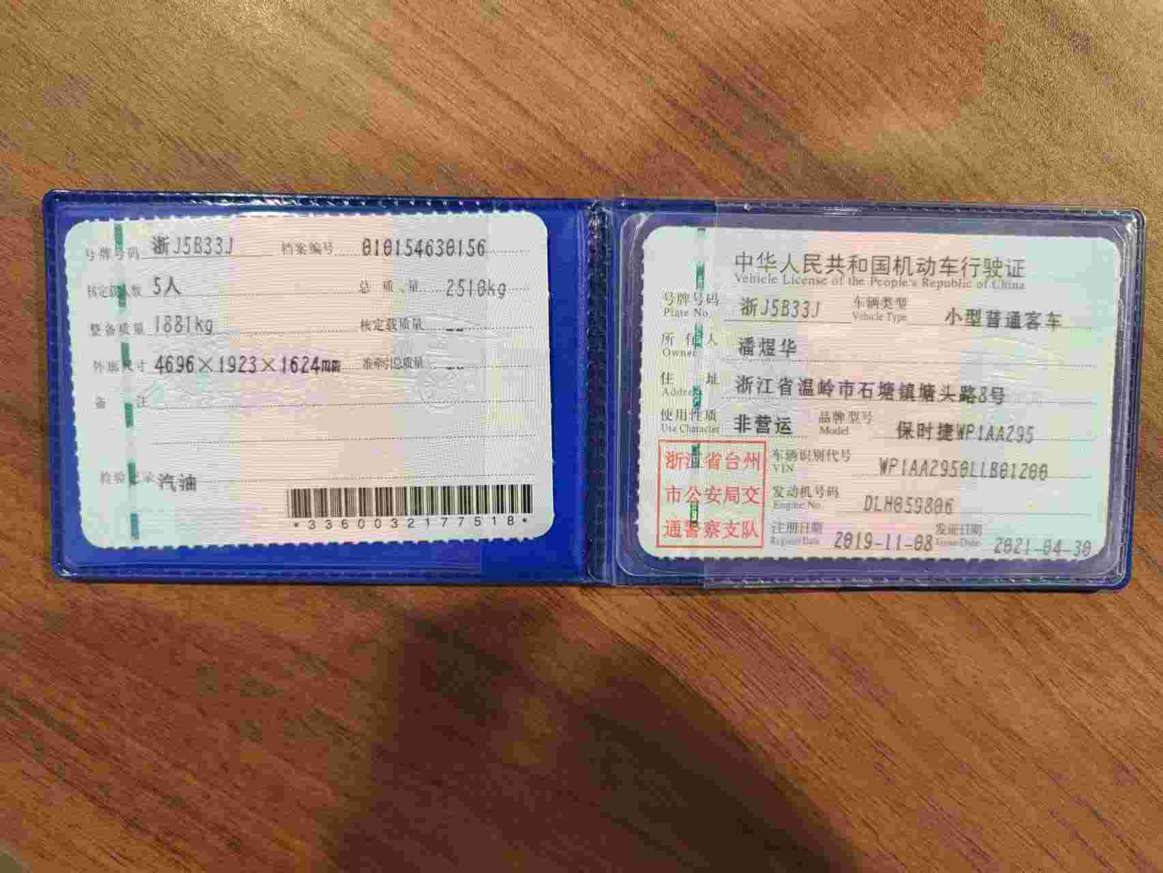 号牌号码 浙J5B33J 档案编号 010154630156
核定载人数 5人 总质量 2510kg
整备质量 1881kg 核定载质量 --
外廓尺寸 4696×1923×1624mm 准牵引总质量 --
备注
检验记录 汽油
*3360032177518*
中华人民共和国机动车行驶证
Vehicle License of the People's Republic of China
号牌号码 浙J5B33J 车辆类型 小型普通客车
Plate No. Vehicle Type
所有人 潘煜华
Owner
住址 浙江省温岭市石塘镇塘头路8号
Address
使用性质 非营运 品牌型号 保时捷WP1AA295
Use Character Model
浙江省台州
市公安局交
通警察支队
车辆识别代号 WP1AA2950LLB01200
VIN
发动机号码 DLH059806
Engine No.
注册日期 2019-11-08 发证日期 2021-04-30
Register Date Issue Date